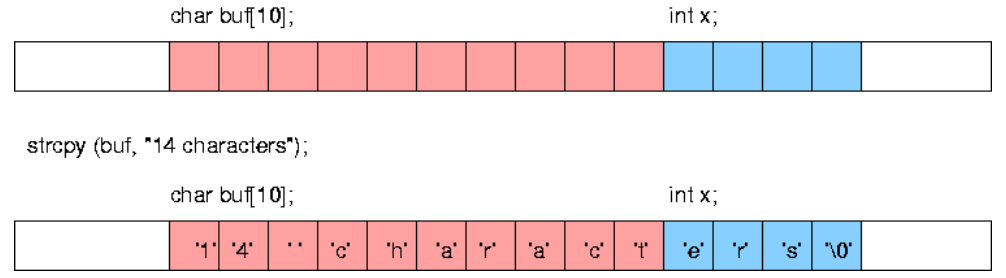 char buf[10]; int x;
strcpy (buf, "14 characters");
char buf[10]; int x;
'1' '4' ' ' 'c' 'h' 'a' 'r' 'a' 'c' 't' 'e' 'r' 's' '\0'